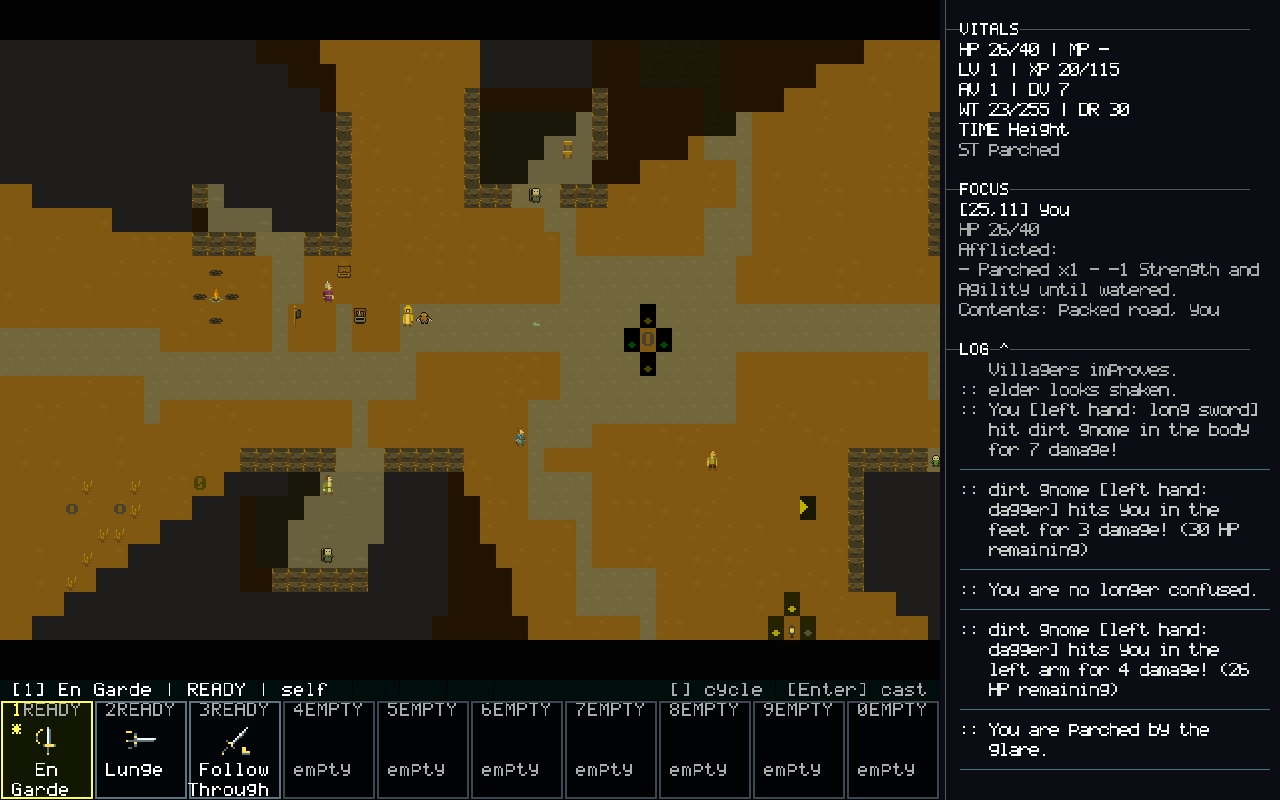 VITALS
HP 26/40 | MP -
LV 1 | XP 20/115
AV 1 | DV 7
WT 23/255 | DR 30
TIME Height
ST Parched
FOCUS
[25,11] You
HP 26/40
Afflicted:
- Parched x1 - -1 Strength and
Agility until watered.
Contents: Packed road, You
LOG ^
Villagers improves.
:: elder looks shaken.
:: You [left hand: long sword]
hit dirt gnome in the body
for 7 damage!
:: dirt gnome [left hand:
dagger] hits you in the
feet for 3 damage! (30 HP
remaining)
:: You are no longer confused.
:: dirt gnome [left hand:
dagger] hits you in the
left arm for 4 damage! (26
HP remaining)
:: You are Parched by the
glare.
[1] En Garde | READY | self
[] cycle [Enter] cast
1READY 2READY 3READY 4EMPTY 5EMPTY 6EMPTY 7EMPTY 8EMPTY 9EMPTY 0EMPTY
*
En Garde
Lunge
Follow Through
empty empty empty empty empty empty empty